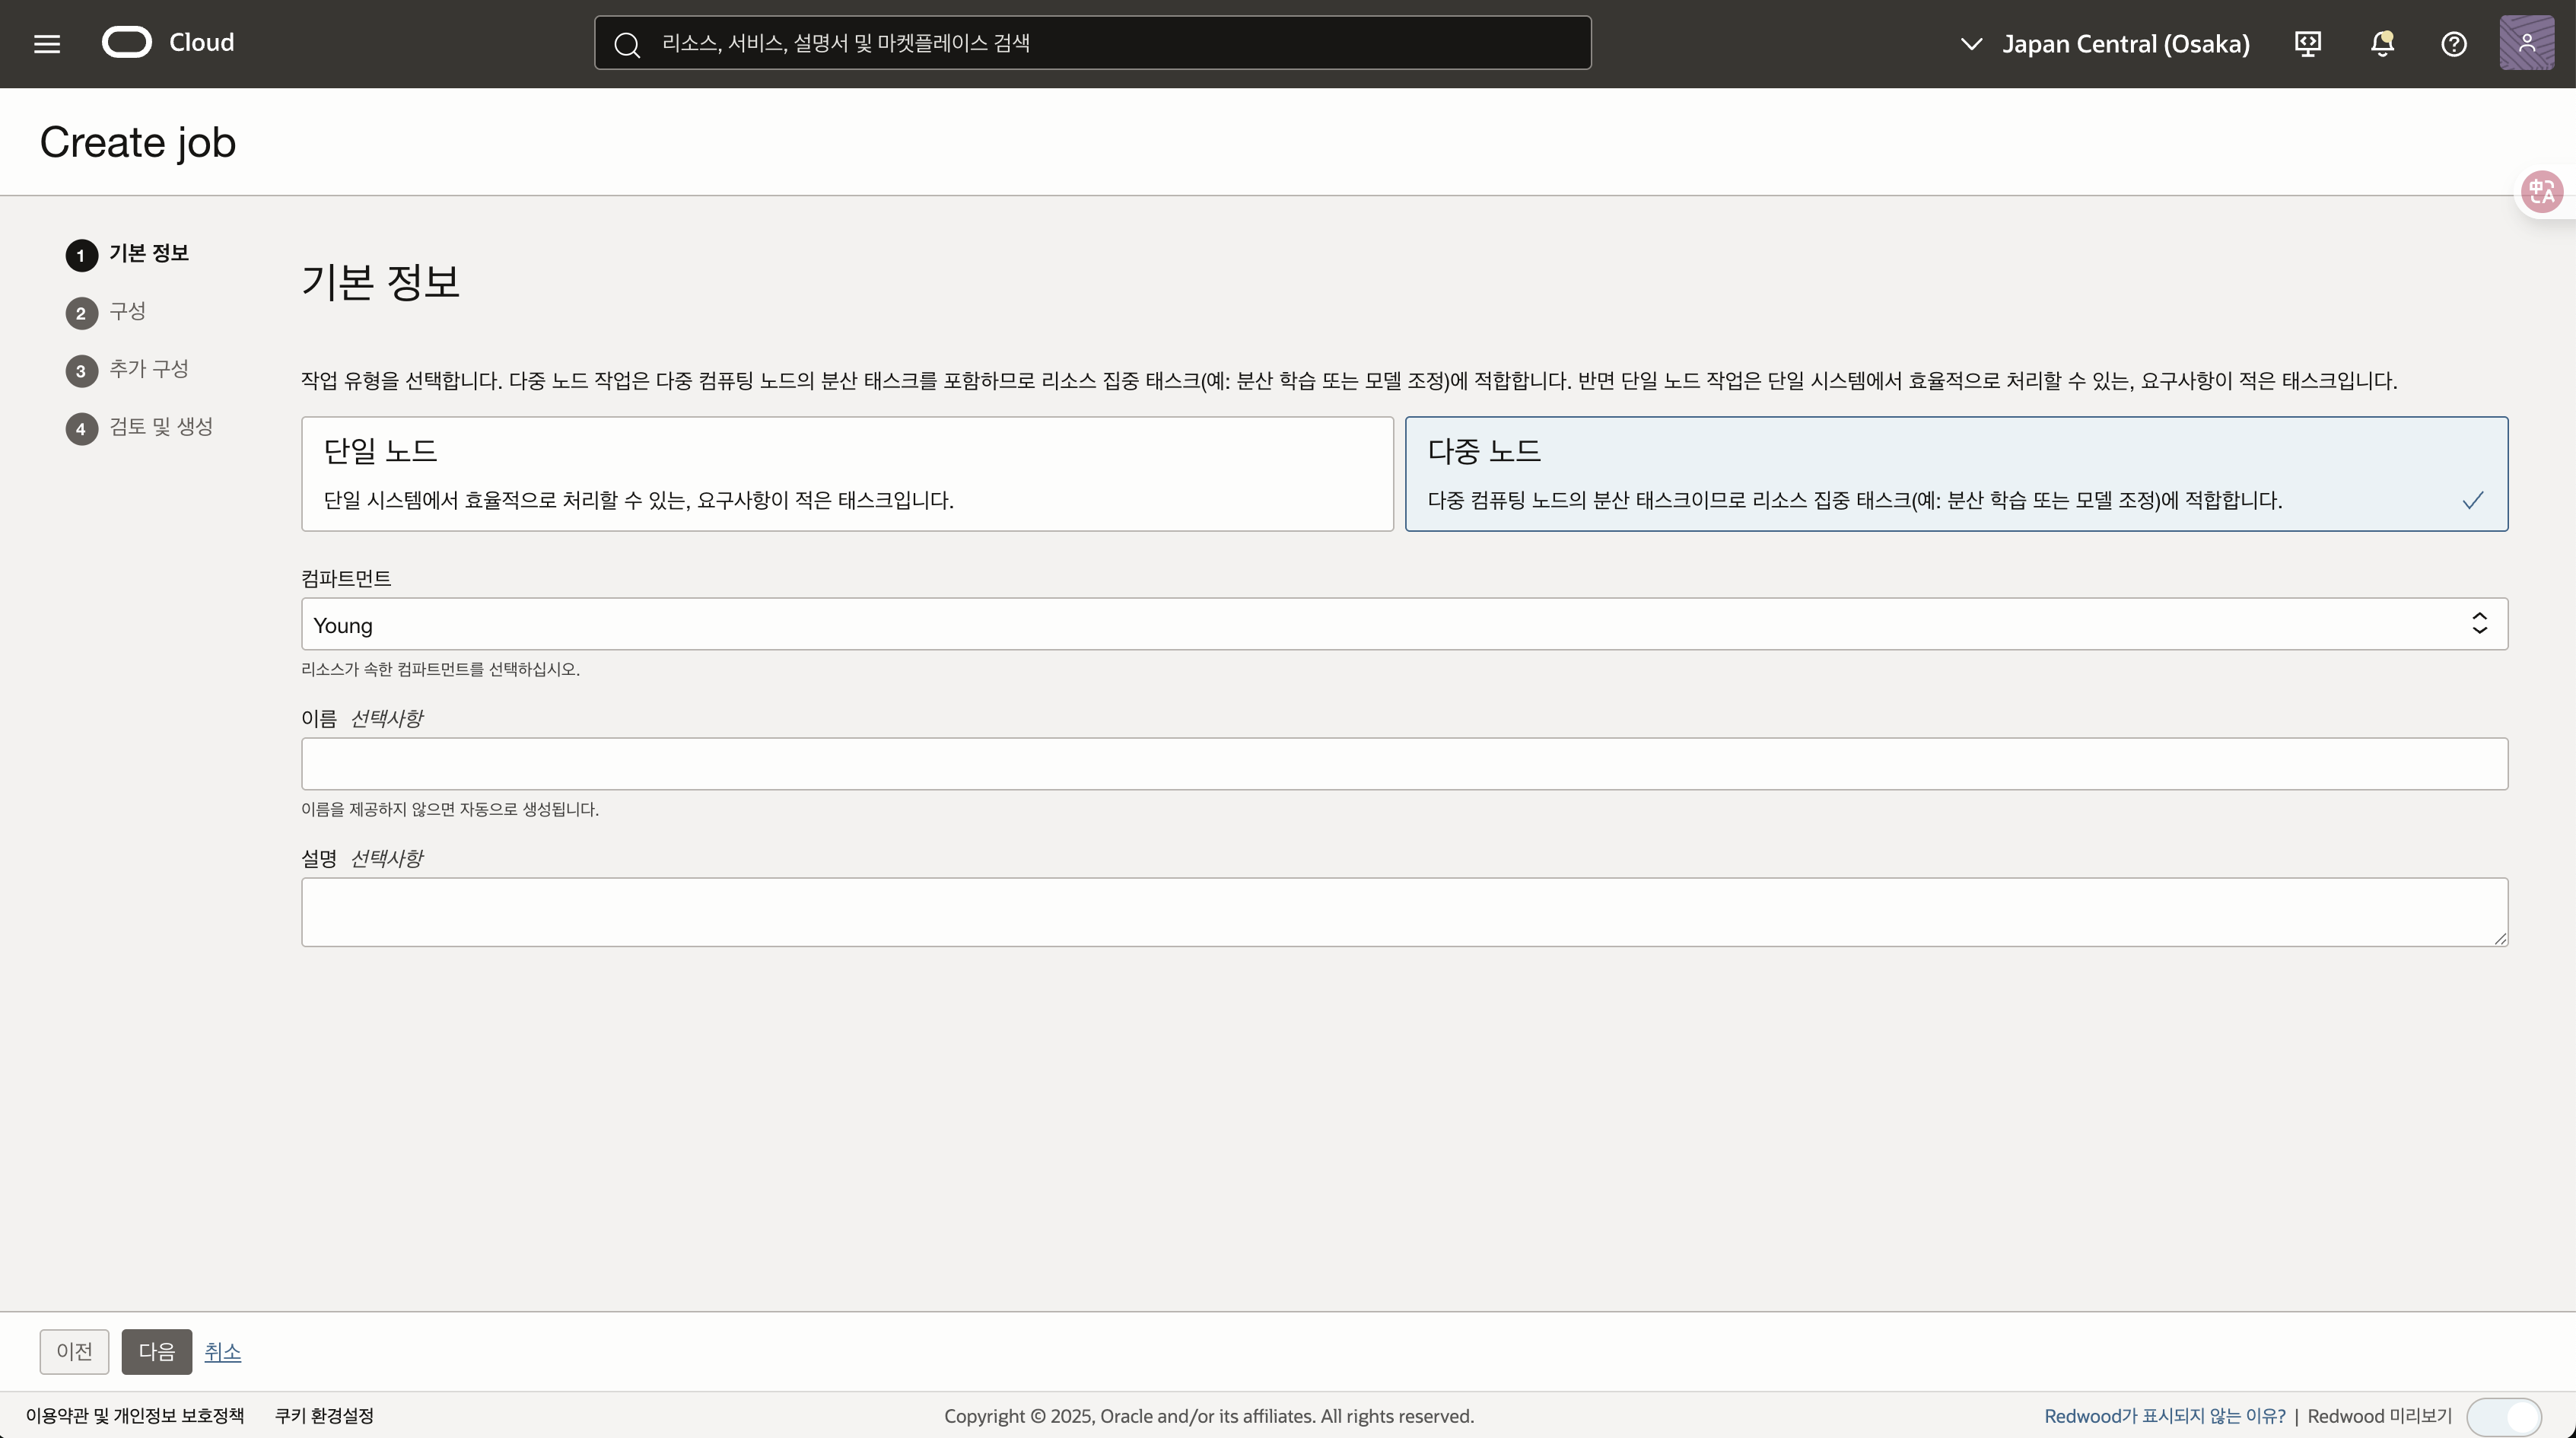 Cloud
리소스, 서비스, 설명서 및 마켓플레이스 검색
Japan Central (Osaka)
Create job
中 A
1 기본 정보
2 구성
3 추가 구성
4 검토 및 생성
기본 정보
작업 유형을 선택합니다. 다중 노드 작업은 다중 컴퓨팅 노드의 분산 태스크를 포함하므로 리소스 집중 태스크(예: 분산 학습 또는 모델 조정)에 적합합니다. 반면 단일 노드 작업은 단일 시스템에서 효율적으로 처리할 수 있는, 요구사항이 적은 태스크입니다.
단일 노드
단일 시스템에서 효율적으로 처리할 수 있는, 요구사항이 적은 태스크입니다.
다중 노드
다중 컴퓨팅 노드의 분산 태스크이므로 리소스 집중 태스크(예: 분산 학습 또는 모델 조정)에 적합합니다.
컴파트먼트
Young
리소스가 속한 컴파트먼트를 선택하십시오.
이름 선택사항
이름을 제공하지 않으면 자동으로 생성됩니다.
설명 선택사항
이전 다음 취소
이용약관 및 개인정보 보호정책 쿠키 환경설정
Copyright © 2025, Oracle and/or its affiliates. All rights reserved.
Redwood가 표시되지 않는 이유? | Redwood 미리보기